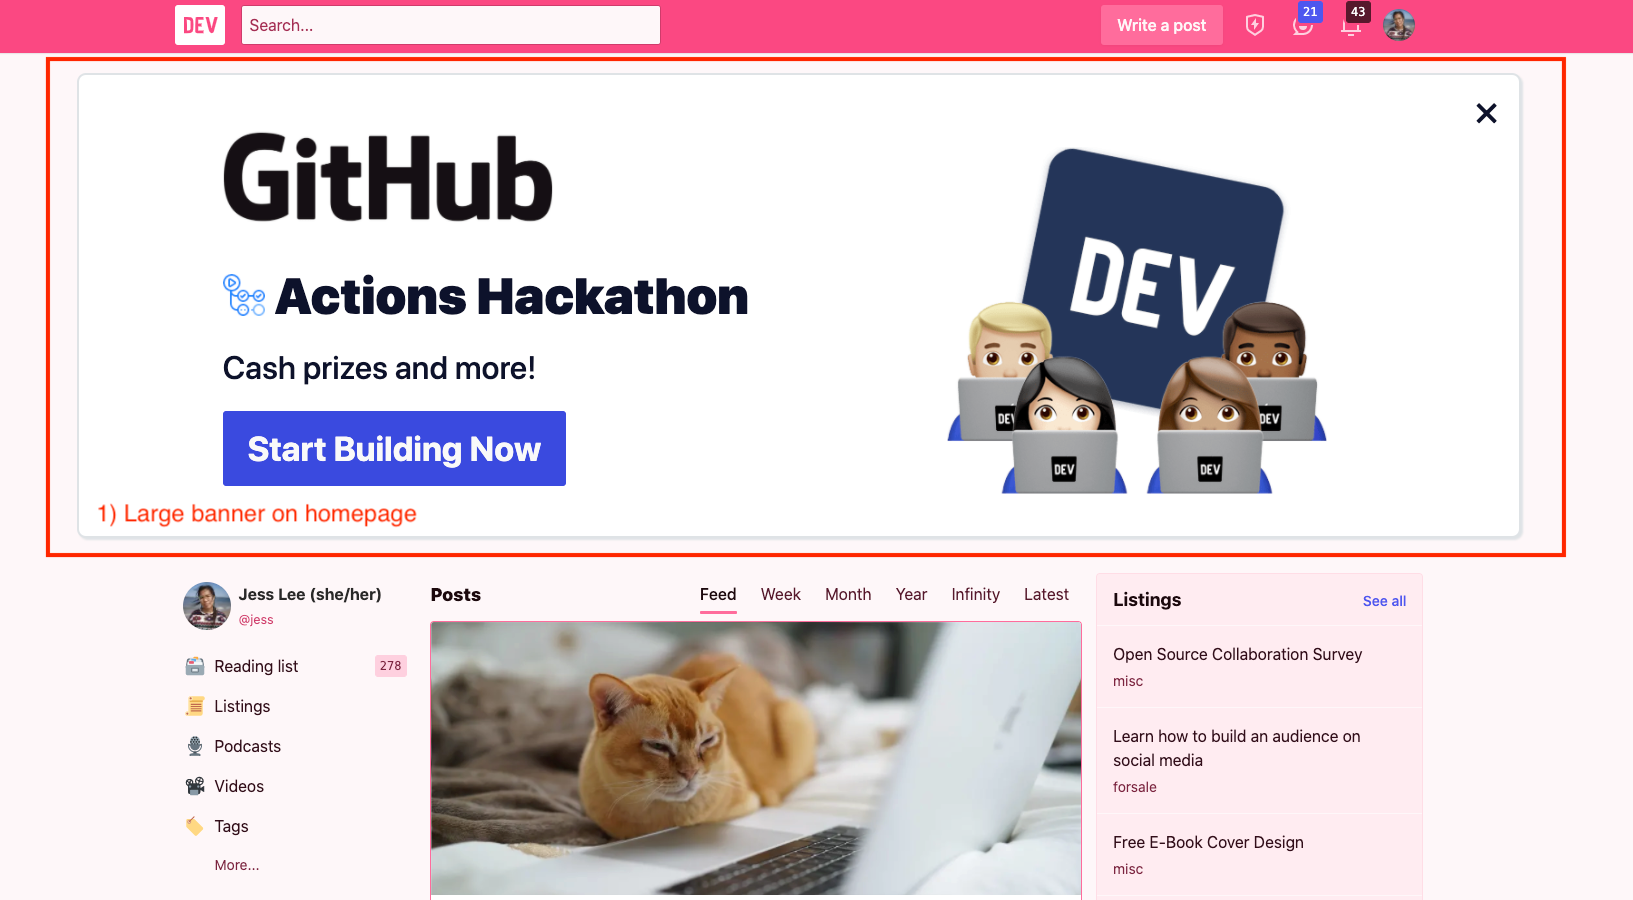 DEV
Search...
Write a post
21
43
GitHub
Actions Hackathon
Cash prizes and more!
Start Building Now
DEV
DEV
DEV
DEV
DEV
1) Large banner on homepage
Jess Lee (she/her)
@jess
Reading list
278
Listings
Podcasts
Videos
Tags
More...
Posts
Feed
Week
Month
Year
Infinity
Latest
Listings
See all
Open Source Collaboration Survey
misc
Learn how to build an audience on
social media
forsale
Free E-Book Cover Design
misc